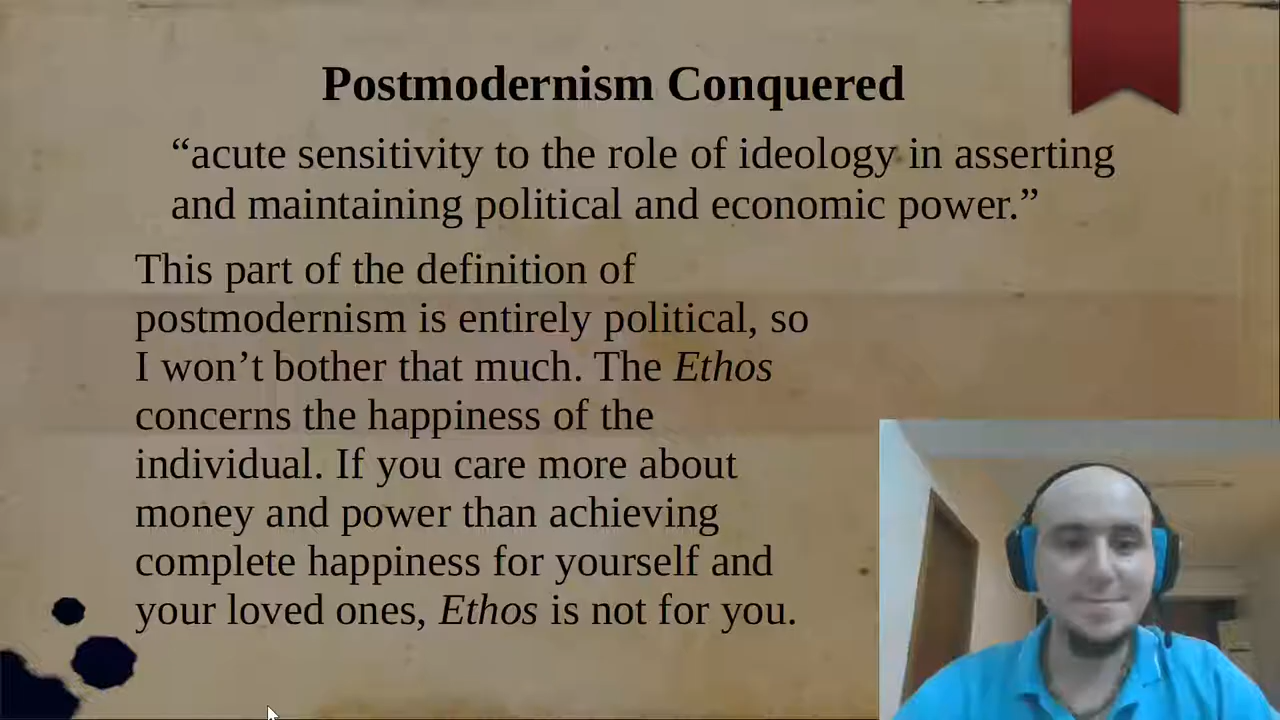 Postmodernism Conquered
“acute sensitivity to the role of ideology in asserting
and maintaining political and economic power.”
This part of the definition of
postmodernism is entirely political, so
I won’t bother that much. The Ethos
concerns the happiness of the
individual. If you care more about
money and power than achieving
complete happiness for yourself and
your loved ones, Ethos is not for you.